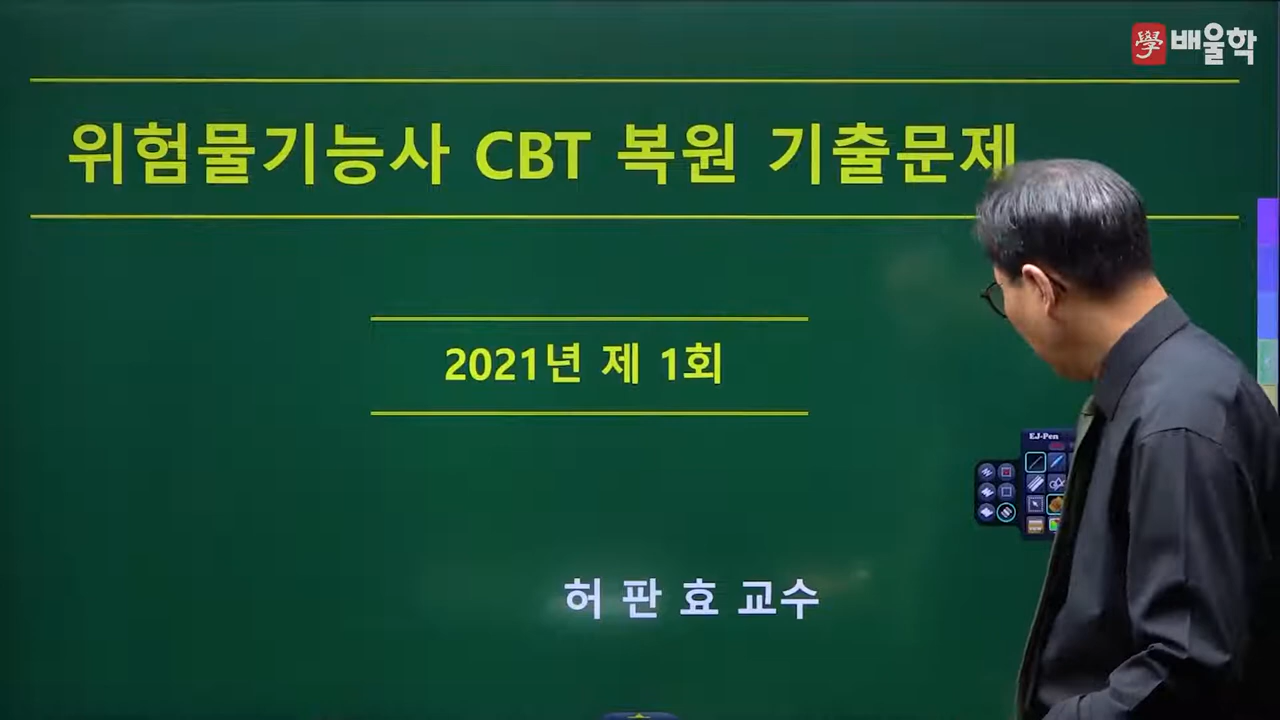 學 배울학
위험물기능사 CBT 복원 기출문제
2021년 제 1회
EJ-Pen
허 판 효 교수